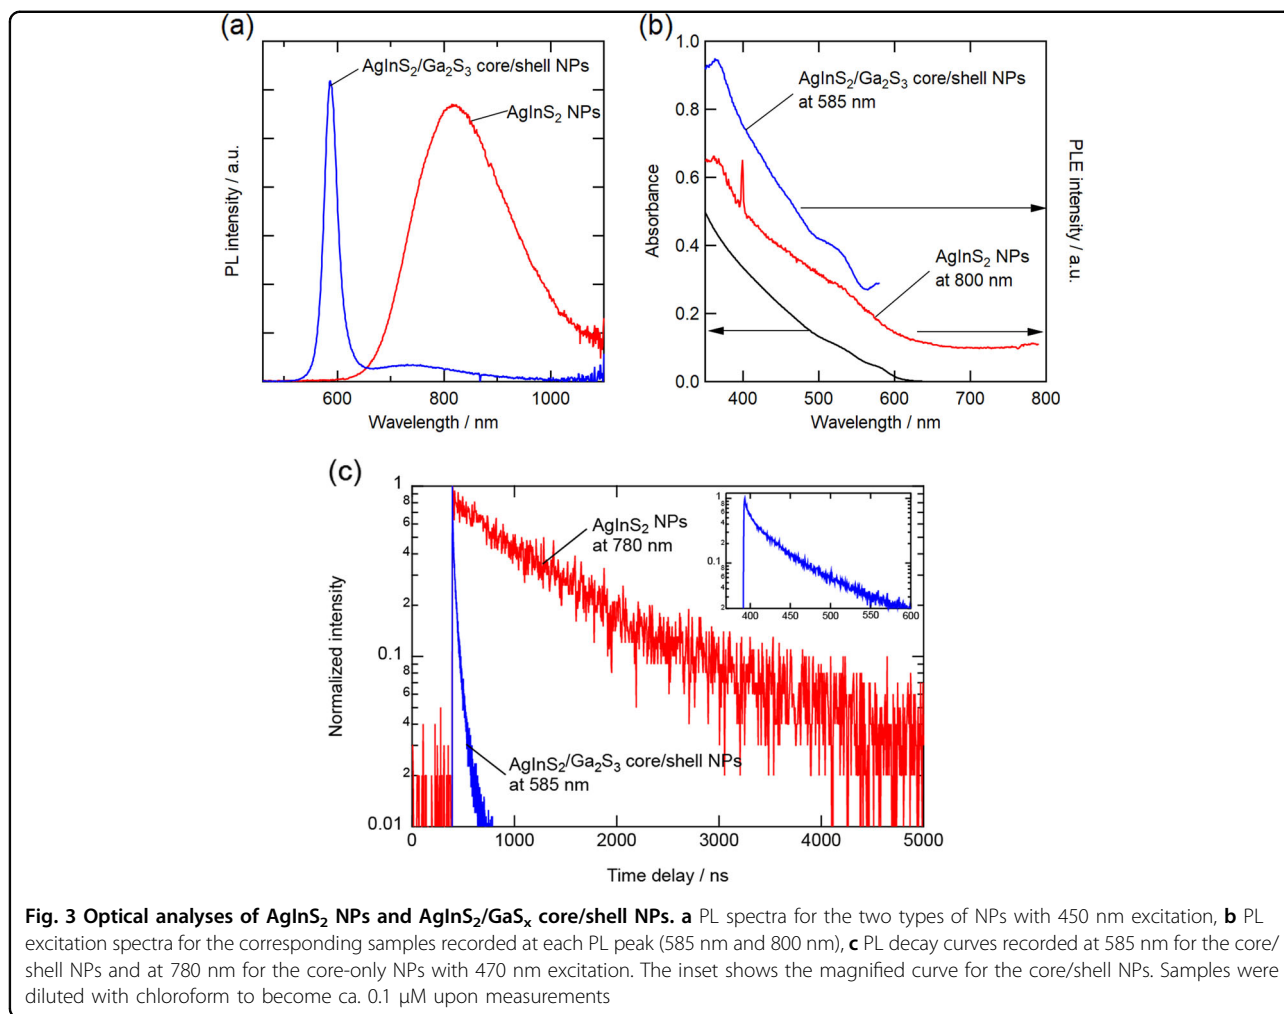 (a)
AgInS₂/Ga₂S₃ core/shell NPs
AgInS₂ NPs
PL intensity / a.u.
600
800
1000
Wavelength / nm
(b)
1.0
0.8
0.6
0.4
0.2
0.0
Absorbance
AgInS₂/Ga₂S₃ core/shell NPs
at 585 nm
AgInS₂ NPs
at 800 nm
PLE intensity / a.u.
400
500
600
700
800
Wavelength / nm
(c)
1
8
6
4
2
0.1
8
6
4
2
0.01
Normalized intensity
AgInS₂ NPs
at 780 nm
AgInS₂/Ga₂S₃ core/shell NPs
at 585 nm
1
8
6
4
2
0.1
8
6
4
2
400
450
500
550
600
0
1000
2000
3000
4000
5000
Time delay / ns
Fig. 3 Optical analyses of AgInS₂ NPs and AgInS₂/GaSₓ core/shell NPs. a PL spectra for the two types of NPs with 450 nm excitation, b PL
excitation spectra for the corresponding samples recorded at each PL peak (585 nm and 800 nm), c PL decay curves recorded at 585 nm for the core/
shell NPs and at 780 nm for the core-only NPs with 470 nm excitation. The inset shows the magnified curve for the core/shell NPs. Samples were
diluted with chloroform to become ca. 0.1 μM upon measurements